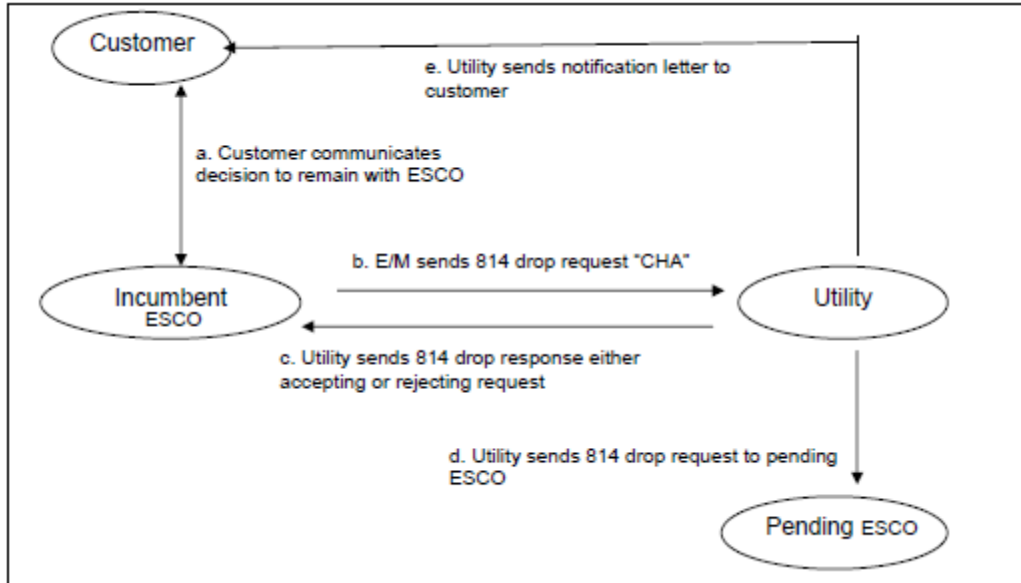 Customer
e. Utility sends notification letter to
customer
a. Customer communicates
decision to remain with ESCO
b. E/M sends 814 drop request "CHA"
Incumbent
ESCO
Utility
c. Utility sends 814 drop response either
accepting or rejecting request
d. Utility sends 814 drop request to pending
ESCO
Pending ESCO